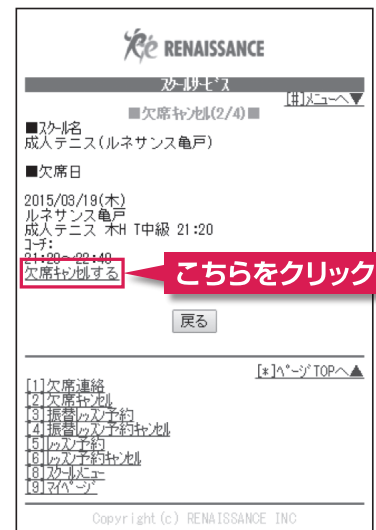 RENAISSANCE
ｽｸｰﾙｻｰﾋﾞｽ
[#]ﾒﾆｭｰへ▼
■欠席ｷｬﾝｾﾙ(2/4)■
■ｽｸｰﾙ名
成人テニス(ルネサンス亀戸)
■欠席日
2015/03/19(木)
ルネサンス亀戸
成人テニス 木H T中級 21:20
ｺｰﾁ:
21:20～22:40
欠席ｷｬﾝｾﾙする
こちらをクリック
戻る
[*]ﾍﾟｰｼﾞTOPへ▲
[1]欠席連絡
[2]欠席ｷｬﾝｾﾙ
[3]振替ﾚｯｽﾝ予約
[4]振替ﾚｯｽﾝ予約ｷｬﾝｾﾙ
[5]ﾚｯｽﾝ予約
[6]ﾚｯｽﾝ予約ｷｬﾝｾﾙ
[8]ｽｸｰﾙﾒﾆｭｰ
[9]ﾏｲﾍﾟｰｼﾞ
Copyright(c) RENAISSANCE INC